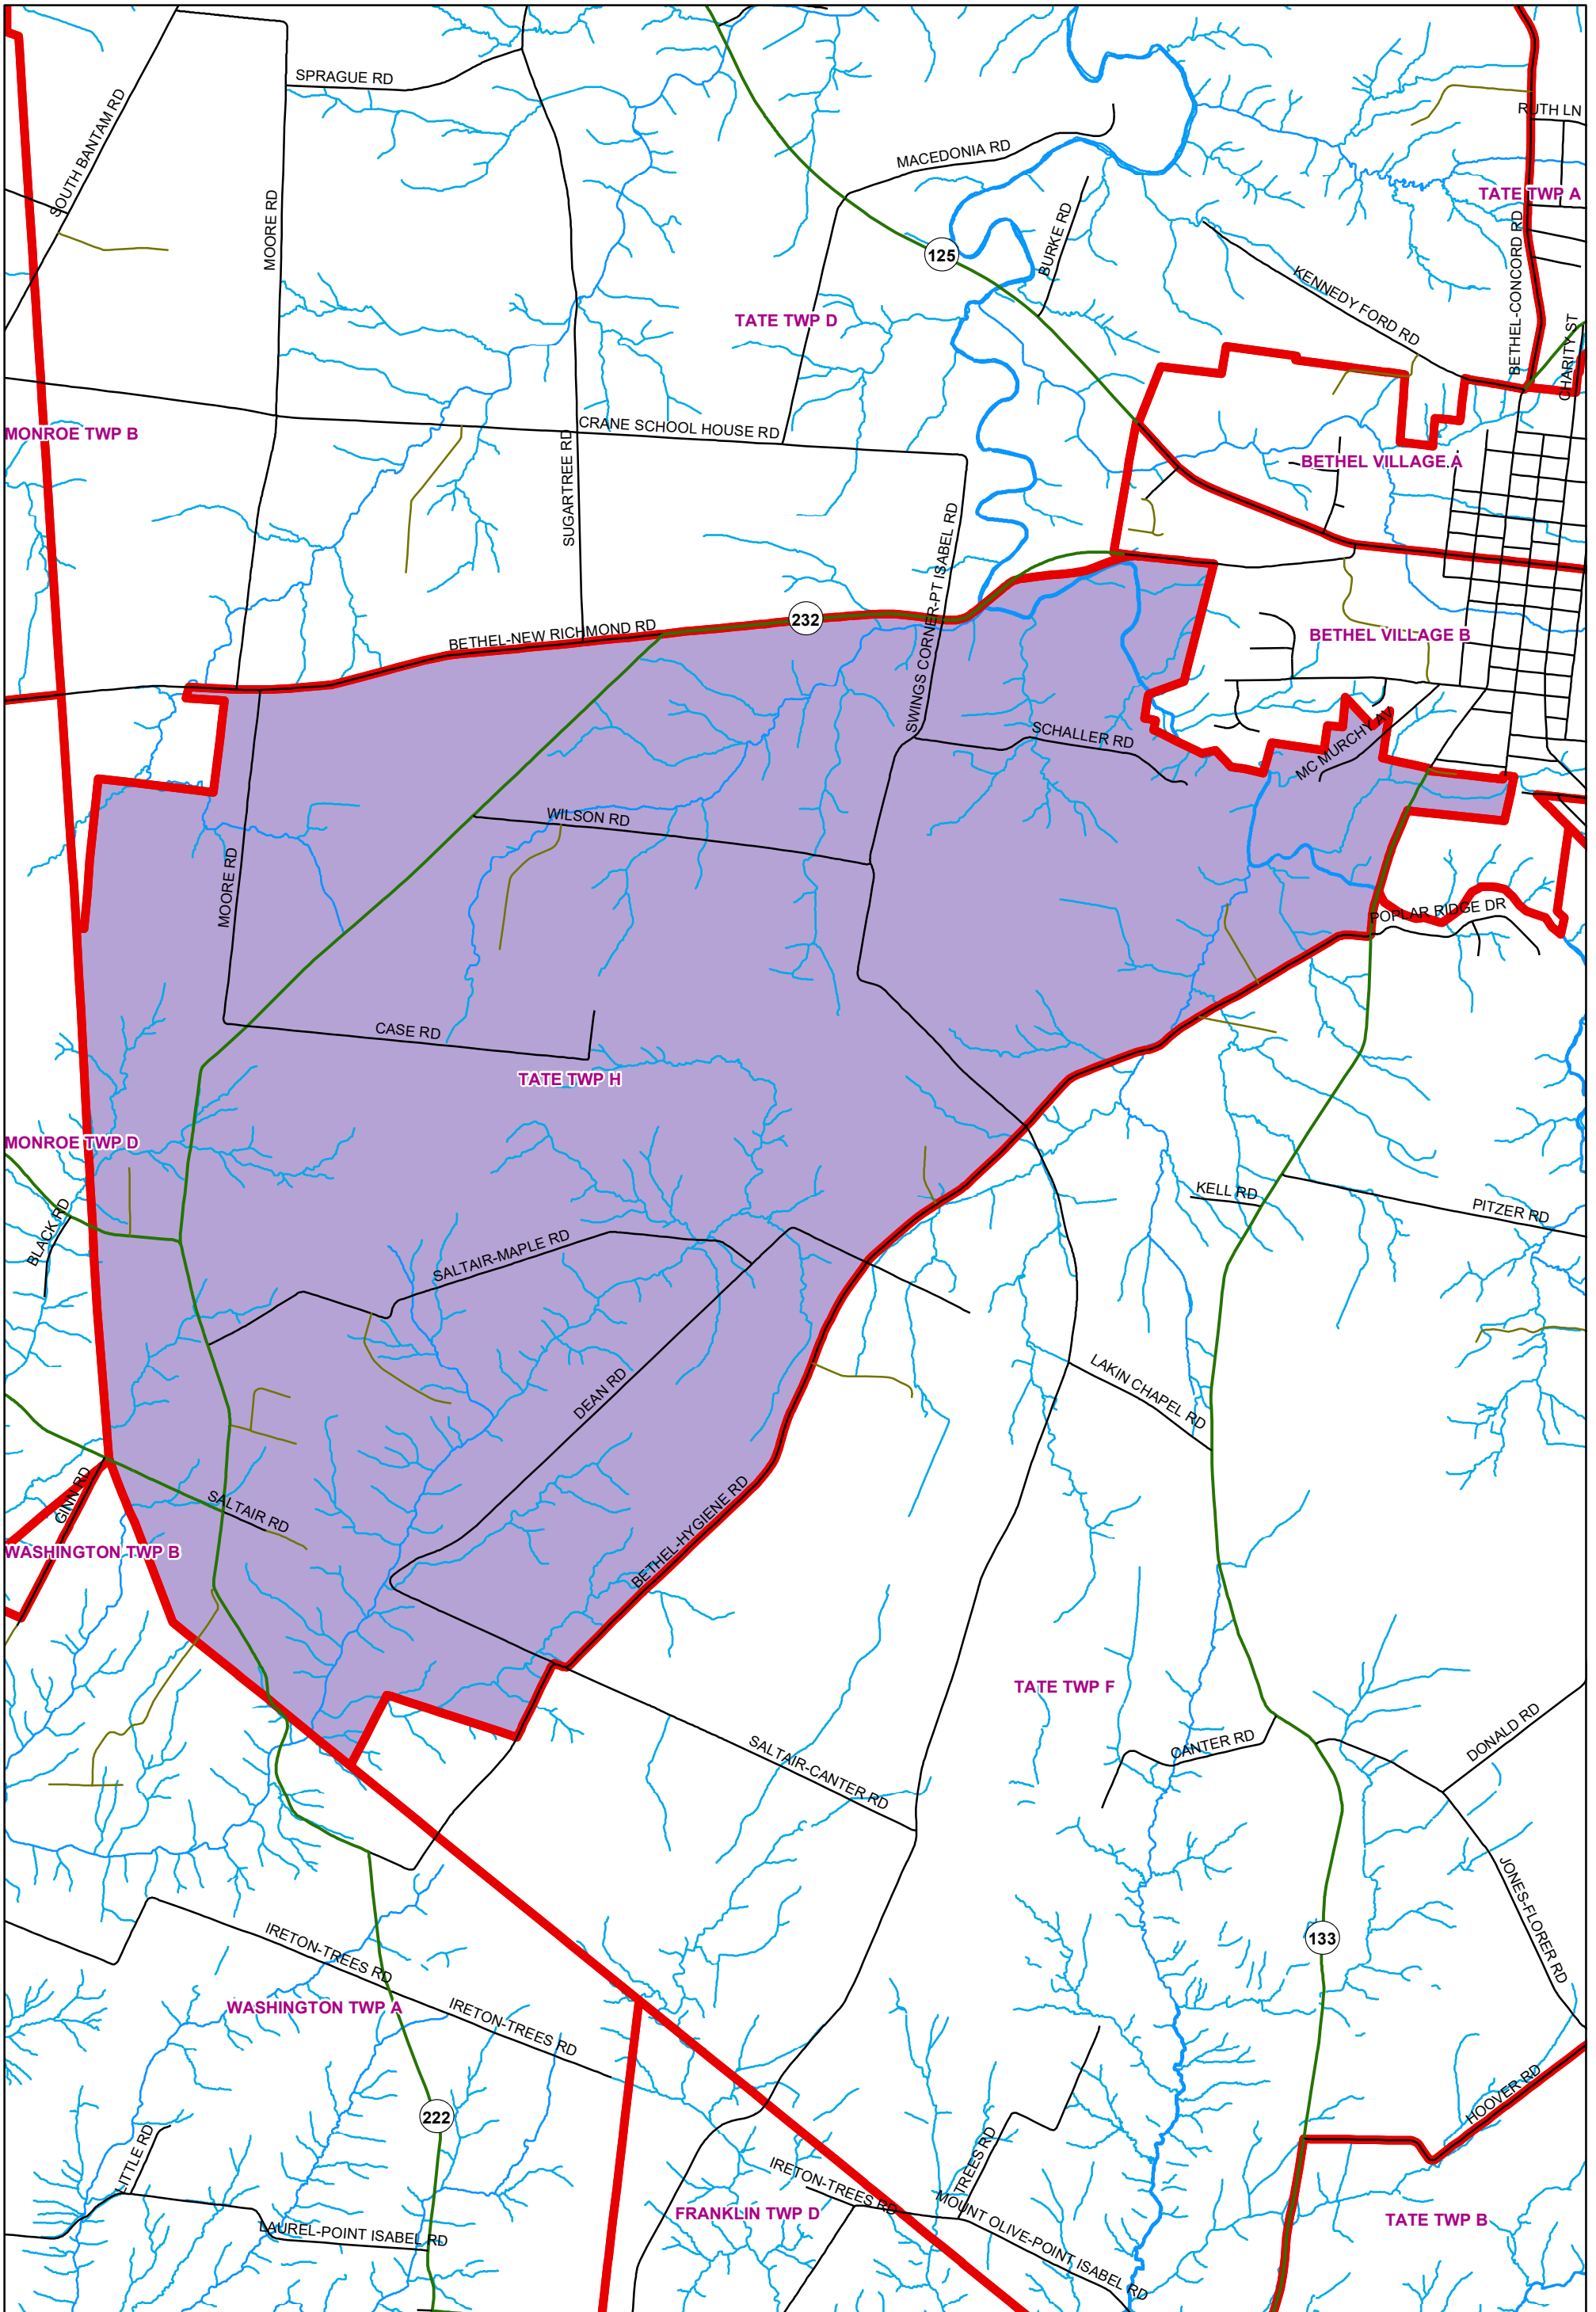 SPRAGUE RD
SOUTH BANTAM RD
MACEDONIA RD
RUTH LN
TATE TWP A
MOORE RD
BURKE RD
BETHEL-CONCORD RD
125
KENNEDY FORD RD
TATE TWP D
CHARITY ST
MONROE TWP B
CRANE SCHOOL HOUSE RD
SUGARTREE RD
BETHEL VILLAGE A
SWINGS CORNER-PT ISABEL RD
232
BETHEL-NEW RICHMOND RD
BETHEL VILLAGE B
SCHALLER RD
MC MURCHY AV
WILSON RD
MOORE RD
POPLAR RIDGE DR
CASE RD
TATE TWP H
MONROE TWP D
BLACK RD
KELL RD
PITZER RD
SALTAIR-MAPLE RD
DEAN RD
LAKIN CHAPEL RD
GINN RD
SALTAIR RD
BETHEL-HYGIENE RD
WASHINGTON TWP B
TATE TWP F
SALTAIR-CANTER RD
CANTER RD
DONALD RD
JONES-FLORER RD
133
IRETON-TREES RD
WASHINGTON TWP A
IRETON-TREES RD
222
HOOVER RD
LITTLE RD
TREES RD
IRETON-TREES RD
FRANKLIN TWP D
MOUNT OLIVE-POINT ISABEL RD
TATE TWP B
LAUREL-POINT ISABEL RD